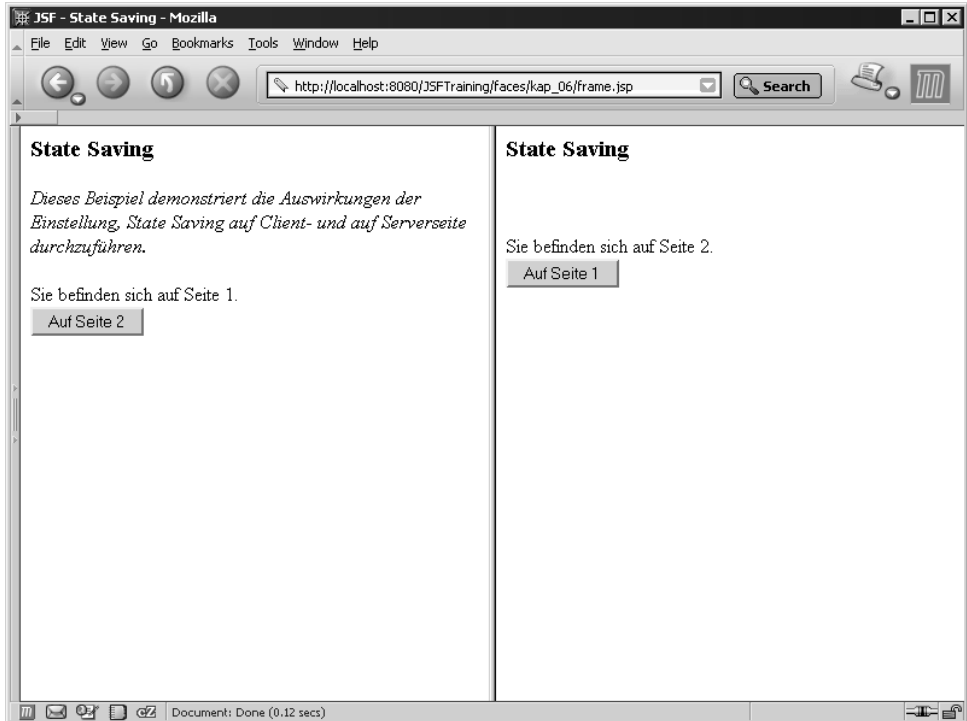 JSF - State Saving - Mozilla
File Edit View Go Bookmarks Tools Window Help
http://localhost:8080/JSFTraining/faces/kap_06/frame.jsp
Search
State Saving
Dieses Beispiel demonstriert die Auswirkungen der
Einstellung, State Saving auf Client- und auf Serverseite
durchzuführen.
Sie befinden sich auf Seite 1.
Auf Seite 2
State Saving
Sie befinden sich auf Seite 2.
Auf Seite 1
CZ
Document: Done (0.12 secs)